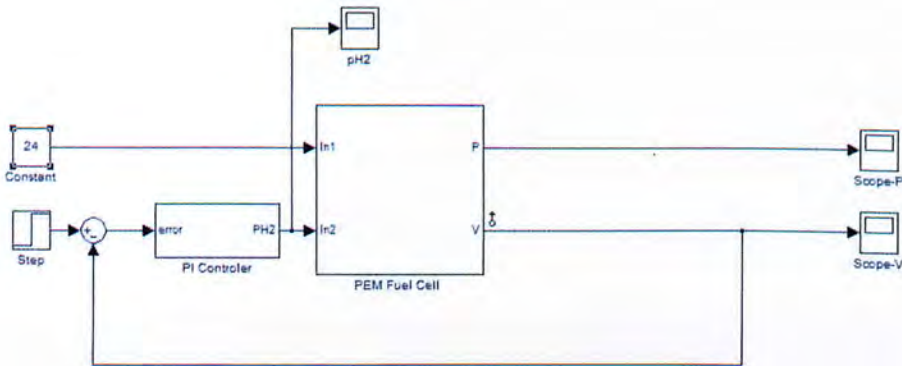 pH2
24
Constant
In1
P
Scope-P
Step
error
PH2
PI Controler
In2
V
PEM Fuel Cell
Scope-V